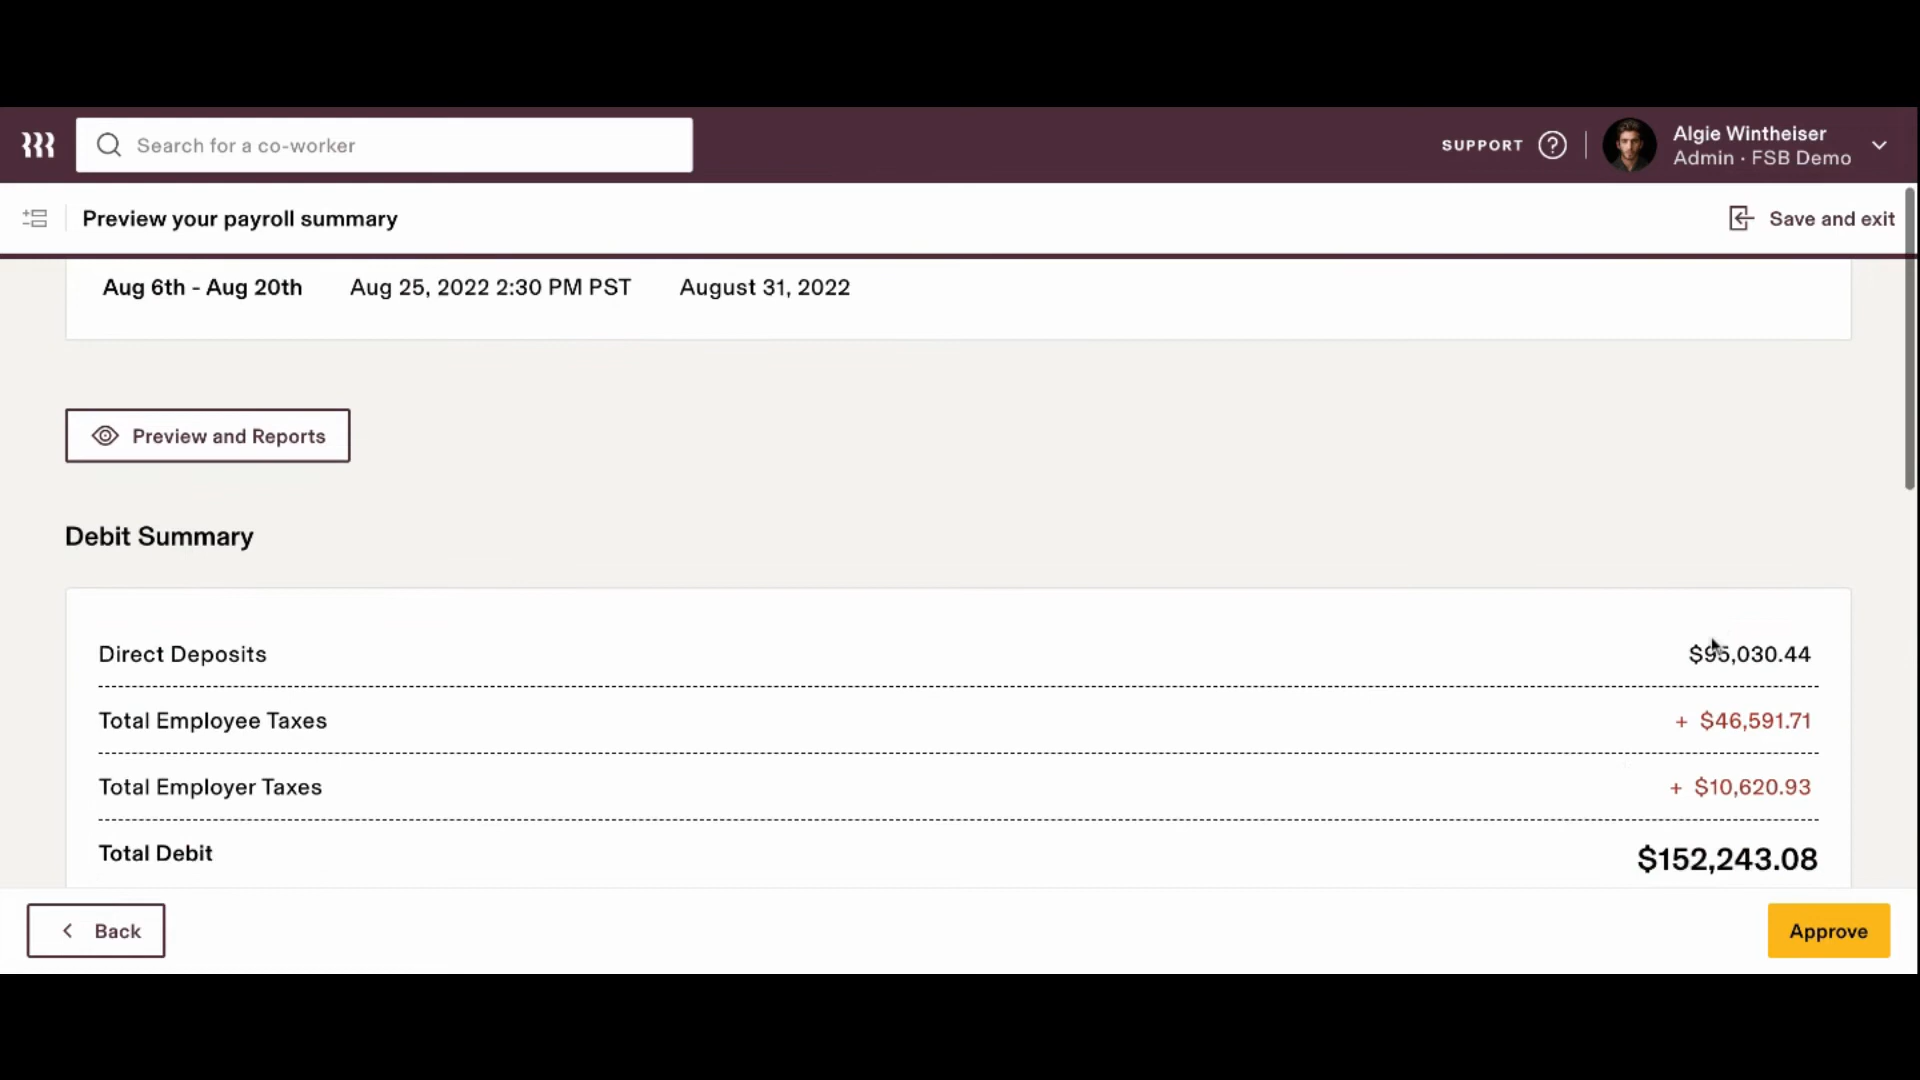 Search for a co-worker
SUPPORT
Algie Wintheiser
Admin · FSB Demo
Preview your payroll summary
Save and exit
Aug 6th - Aug 20th Aug 25, 2022 2:30 PM PST August 31, 2022
Preview and Reports
Debit Summary
Direct Deposits $95,030.44
Total Employee Taxes + $46,591.71
Total Employer Taxes + $10,620.93
Total Debit $152,243.08
Back
Approve